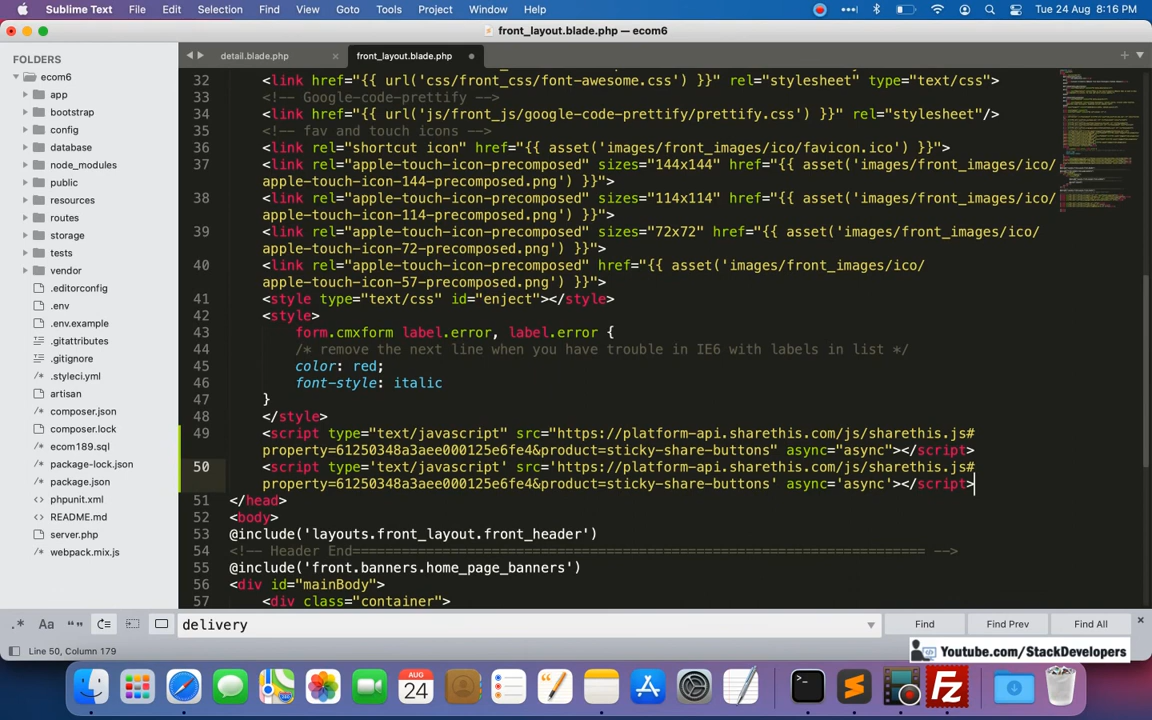 Sublime Text File Edit Selection Find View Goto Tools Project Window Help Tue 24 Aug 8:16 PM
front_layout.blade.php — ecom6
FOLDERS
ecom6
app
bootstrap
config
database
node_modules
public
resources
routes
storage
tests
vendor
.editorconfig
.env
.env.example
.gitattributes
.gitignore
.styleci.yml
artisan
composer.json
composer.lock
ecom189.sql
package-lock.json
package.json
phpunit.xml
README.md
server.php
webpack.mix.js
detail.blade.php front_layout.blade.php
32 <link href="{{ url('css/front_css/font-awesome.css') }}" rel="stylesheet" type="text/css">
33 <!-- Google-code-prettify -->
34 <link href="{{ url('js/front_js/google-code-prettify/prettify.css') }}" rel="stylesheet"/>
35 <!-- fav and touch icons -->
36 <link rel="shortcut icon" href="{{ asset('images/front_images/ico/favicon.ico') }}">
37 <link rel="apple-touch-icon-precomposed" sizes="144x144" href="{{ asset('images/front_images/ico/
apple-touch-icon-144-precomposed.png') }}">
38 <link rel="apple-touch-icon-precomposed" sizes="114x114" href="{{ asset('images/front_images/ico/
apple-touch-icon-114-precomposed.png') }}">
39 <link rel="apple-touch-icon-precomposed" sizes="72x72" href="{{ asset('images/front_images/ico/
apple-touch-icon-72-precomposed.png') }}">
40 <link rel="apple-touch-icon-precomposed" href="{{ asset('images/front_images/ico/
apple-touch-icon-57-precomposed.png') }}">
41 <style type="text/css" id="enject"></style>
42 <style>
43 form.cmxform label.error, label.error {
44 /* remove the next line when you have trouble in IE6 with labels in list */
45 color: red;
46 font-style: italic
47 }
48 </style>
49 <script type="text/javascript" src="https://platform-api.sharethis.com/js/sharethis.js#
property=61250348a3aee000125e6fe4&product=sticky-share-buttons" async="async"></script>
50 <script type='text/javascript' src='https://platform-api.sharethis.com/js/sharethis.js#
property=61250348a3aee000125e6fe4&product=sticky-share-buttons' async='async'></script>
51 </head>
52 <body>
53 @include('layouts.front_layout.front_header')
54 <!-- Header End====================================================================== -->
55 @include('front.banners.home_page_banners')
56 <div id="mainBody">
57 <div class="container">
.* Aa delivery Find Find Prev Find All
Line 50, Column 179
Youtube.com/StackDevelopers
AUG
24